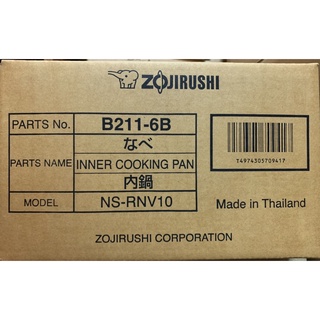 ZOJIRUSHI
PARTS No.
B211-6B
なべ
PARTS NAME
INNER COOKING PAN
内鍋
MODEL
NS-RNV10
T4974305709417
Made in Thailand
ZOJIRUSHI CORPORATION